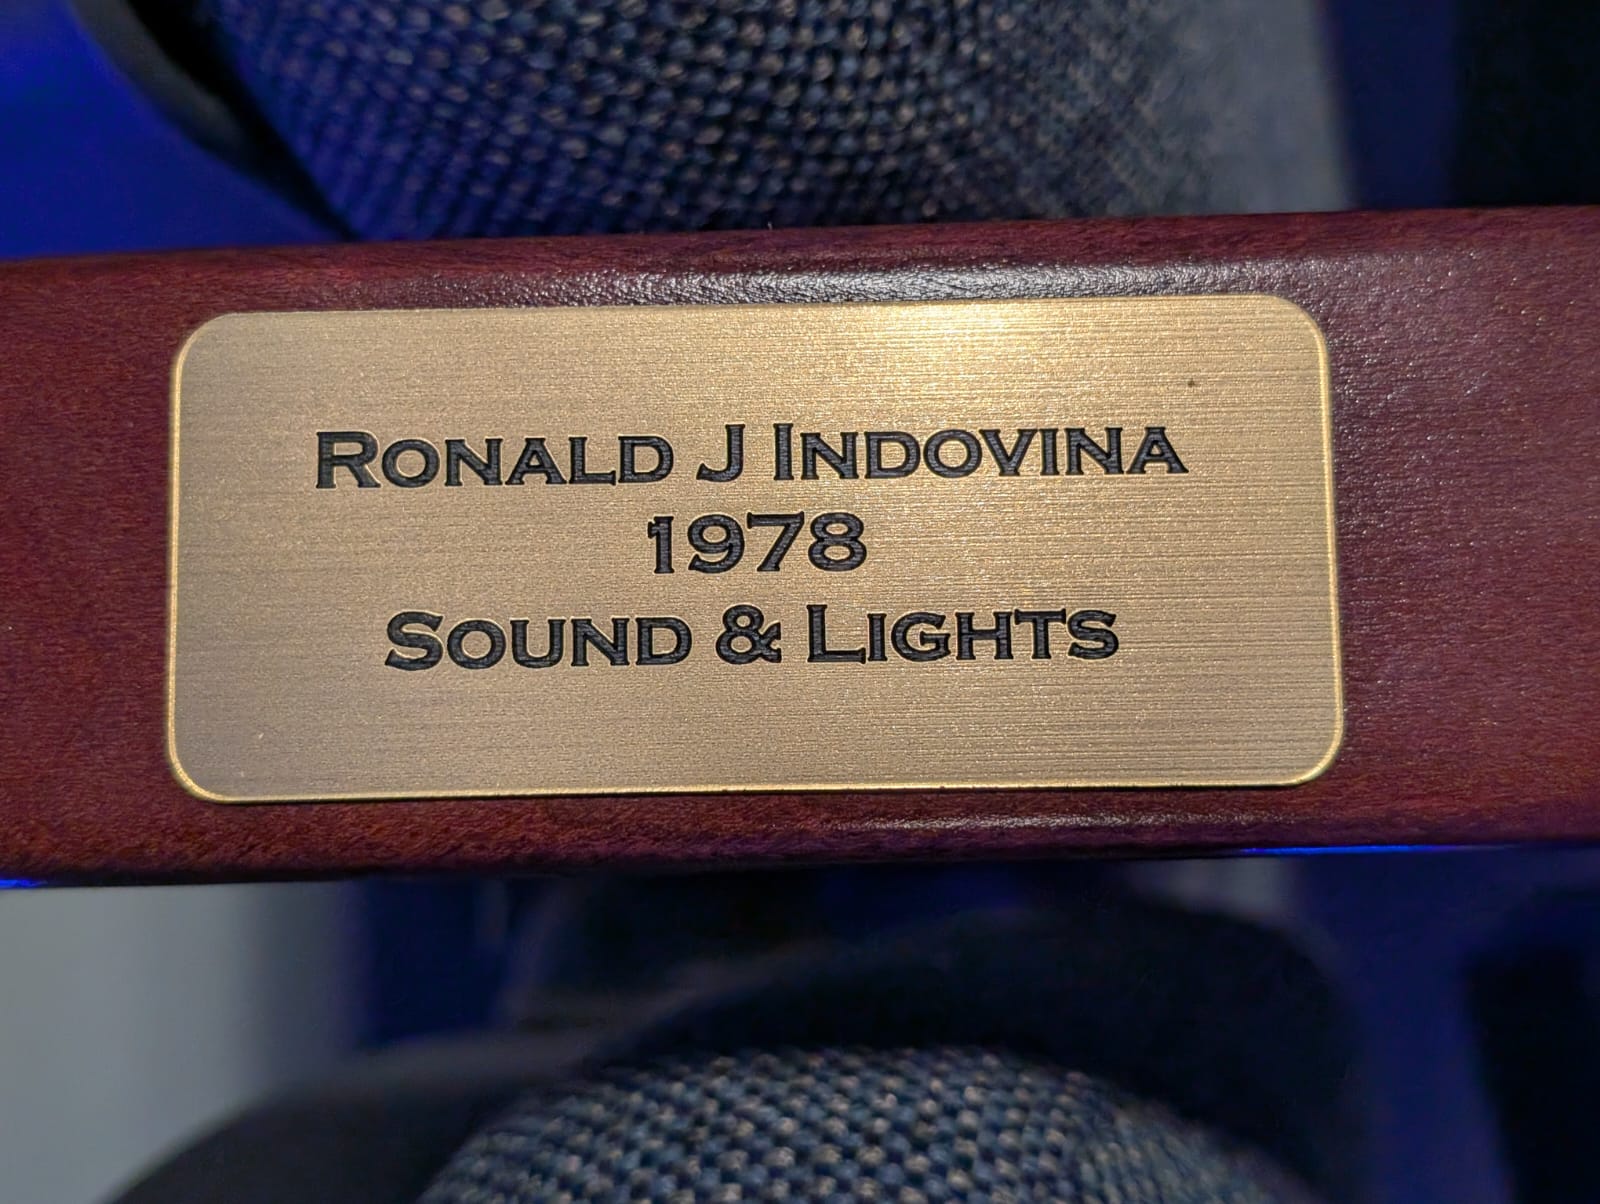 Ronald J Indovina
1978
Sound & Lights